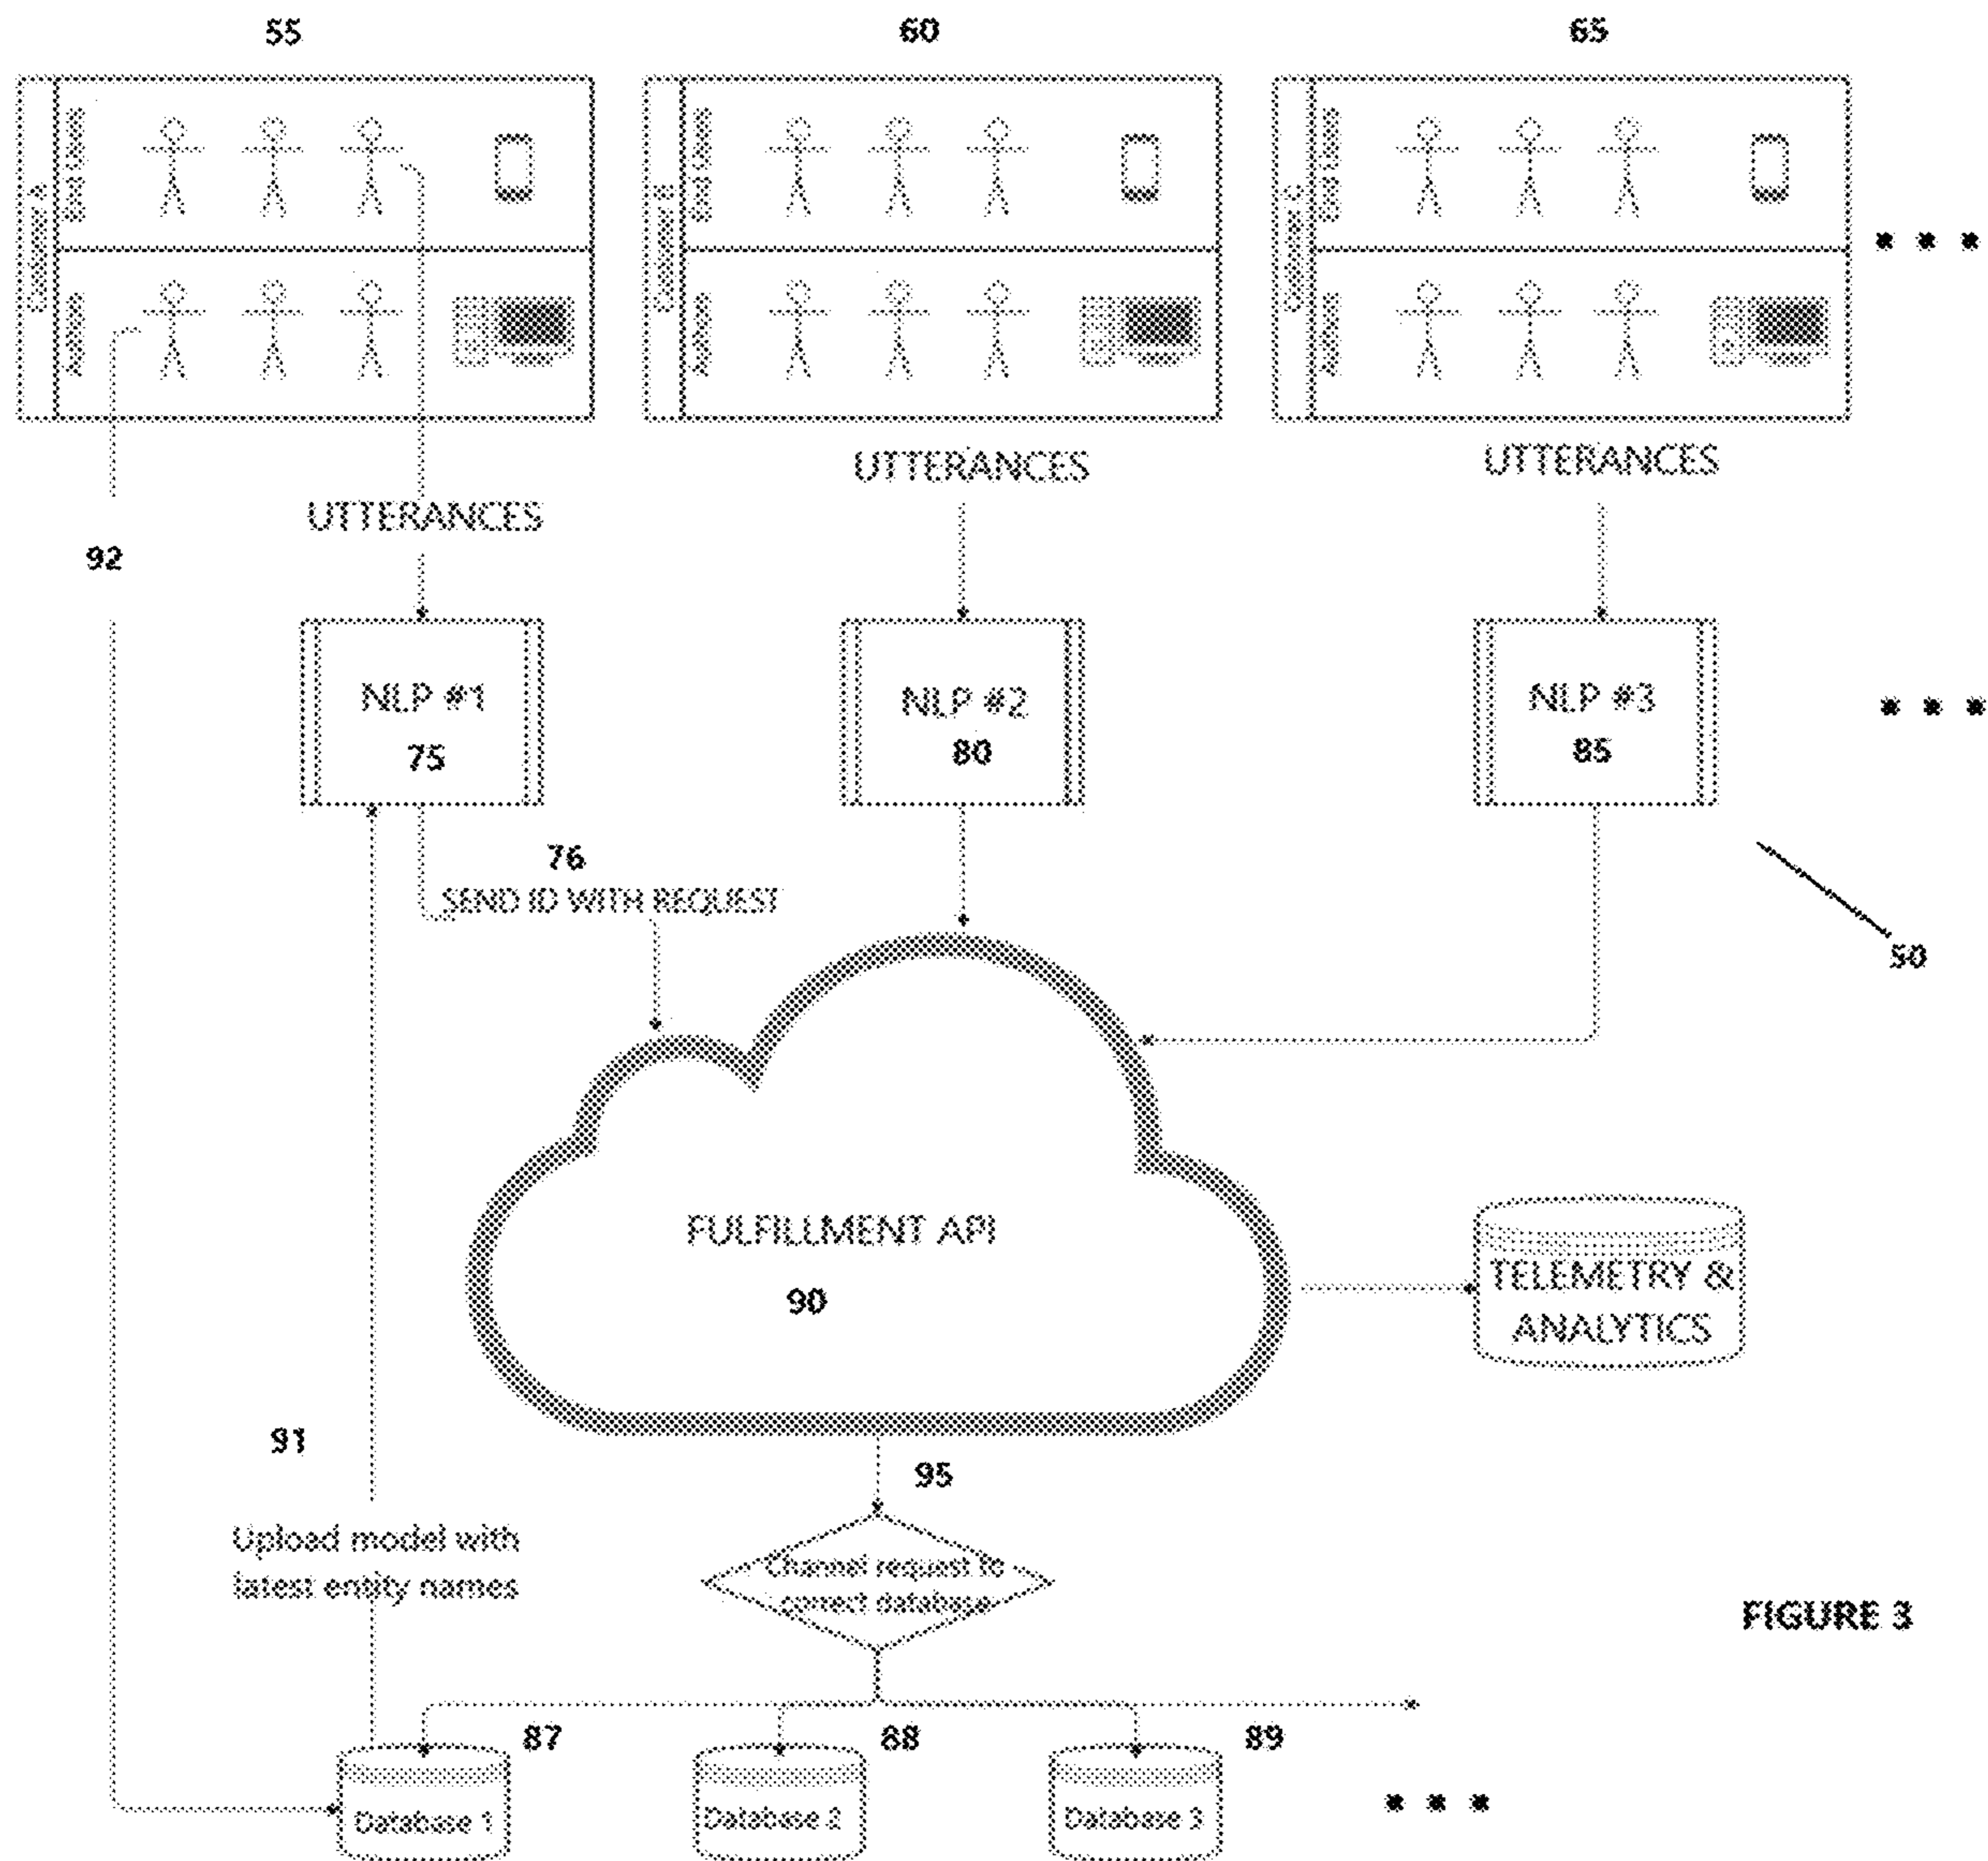 55
60
65
UTTERANCES
UTTERANCES
UTTERANCES
92
NLP #1
75
NLP #2
80
NLP #3
85
76
SEND ID WITH REQUEST
50
FULFILLMENT API
90
TELEMETRY &
ANALYTICS
91
95
Upload model with
latest entity names
Channel request to
correct database
FIGURE 3
87
88
89
Database 1
Database 2
Database 3